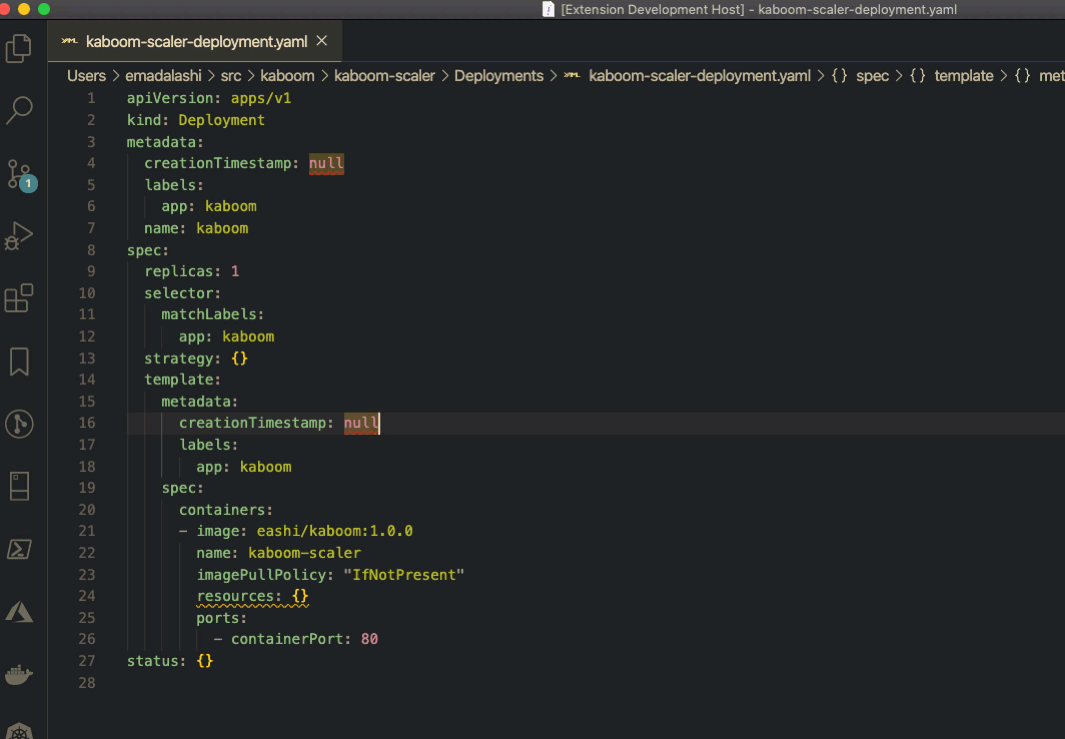 [Extension Development Host] - kaboom-scaler-deployment.yaml
YAML kaboom-scaler-deployment.yaml ×
Users > emadalashi > src > kaboom > kaboom-scaler > Deployments > YAML kaboom-scaler-deployment.yaml > {} spec > {} template > {} met
1 apiVersion: apps/v1
2 kind: Deployment
3 metadata:
4   creationTimestamp: null
5   labels:
6     app: kaboom
7   name: kaboom
8 spec:
9   replicas: 1
10   selector:
11     matchLabels:
12       app: kaboom
13   strategy: {}
14   template:
15     metadata:
16       creationTimestamp: null
17       labels:
18         app: kaboom
19     spec:
20       containers:
21       - image: eashi/kaboom:1.0.0
22         name: kaboom-scaler
23         imagePullPolicy: "IfNotPresent"
24         resources: {}
25         ports:
26           - containerPort: 80
27 status: {}
28
1